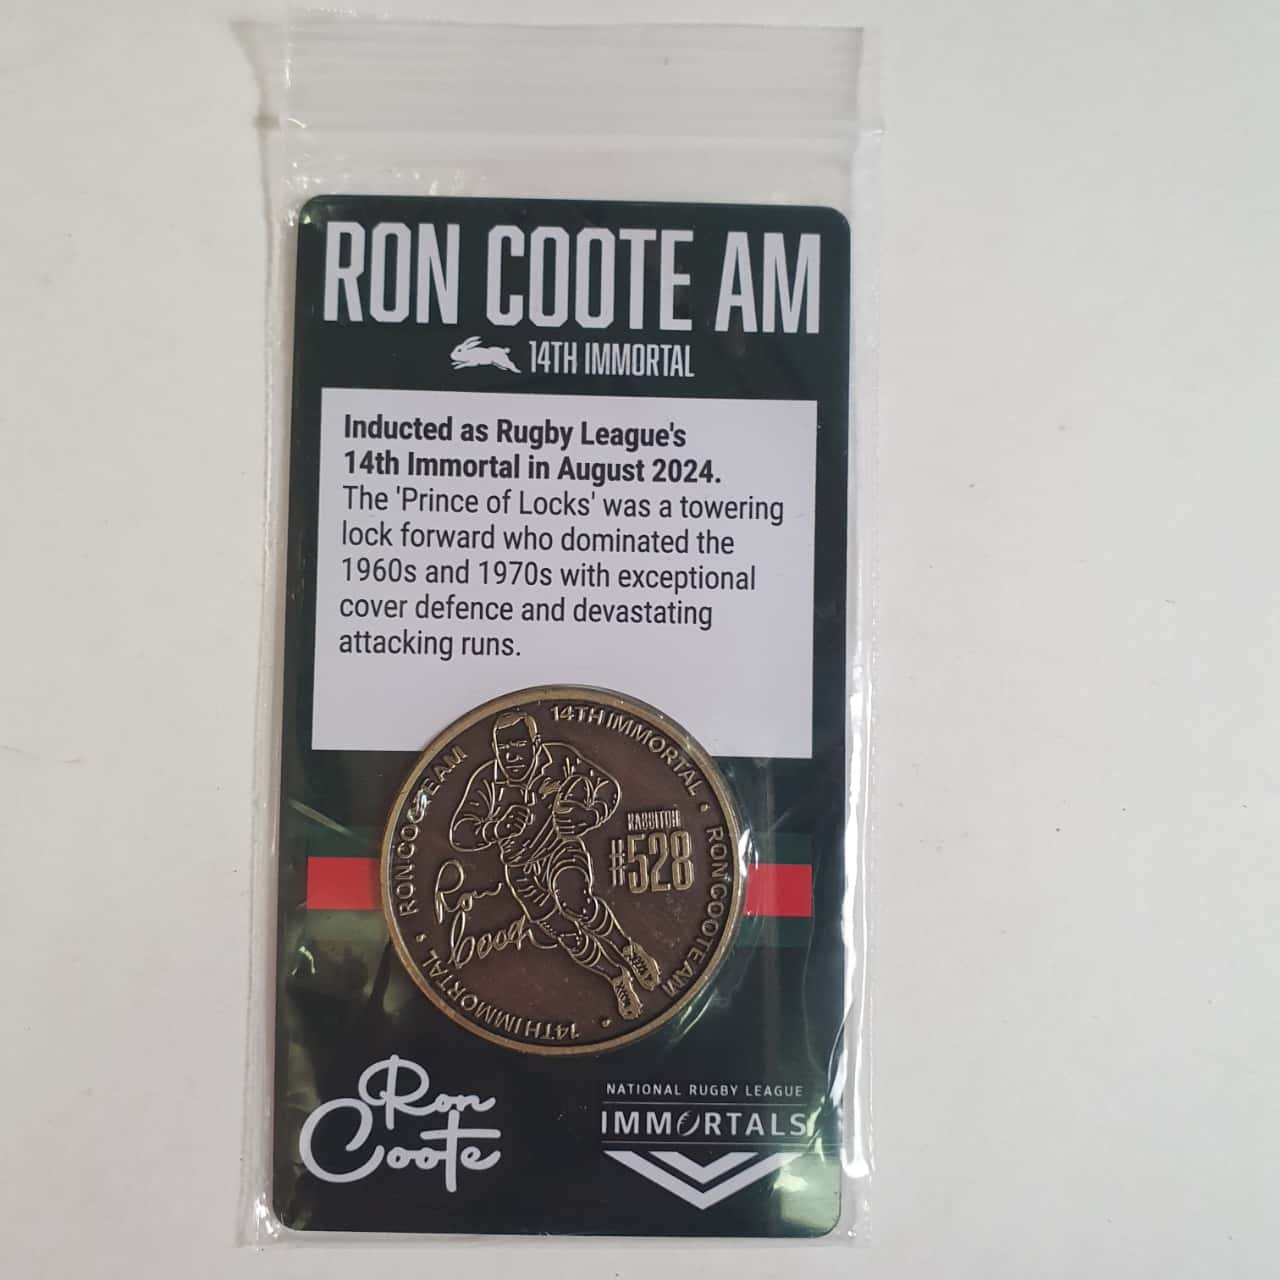 RON COOTE AM
14TH IMMORTAL
Inducted as Rugby League's
14th Immortal in August 2024.
The 'Prince of Locks' was a towering
lock forward who dominated the
1960s and 1970s with exceptional
cover defence and devastating
attacking runs.
14TH IMMORTAL • RON COOTE AM • 14TH IMMORTAL • RON COOTE AM
RABBITOH
#528
Ron
Coote
Ron
Coote
NATIONAL RUGBY LEAGUE
IMMORTALS